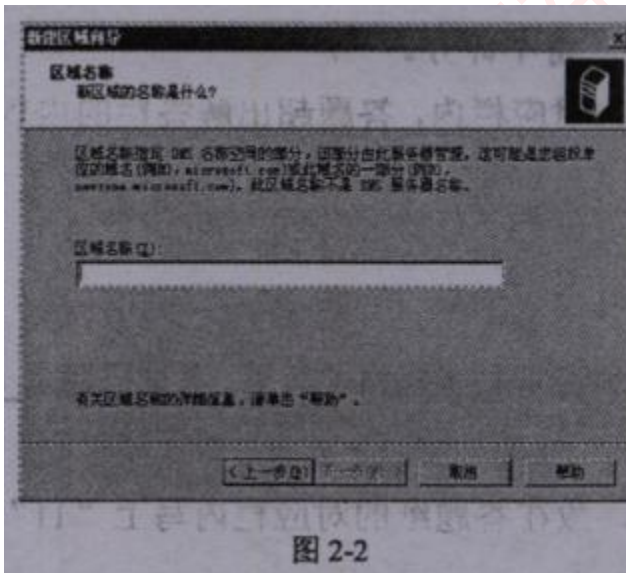 新建区域向导
区域名称
新区域的名称是什么?
区域名称指定 DNS 名称空间的部分，该部分由此服务器管理。这可能是您组织单
位的域名(例如，microsoft.com)或此域名的一部分(例如，
newzone.microsoft.com)。此区域名称不是 DNS 服务器名称。
区域名称(Z):
有关区域名称的详细信息，请单击“帮助”。
<上一步(B) 下一步(N)> 取消 帮助
图 2-2